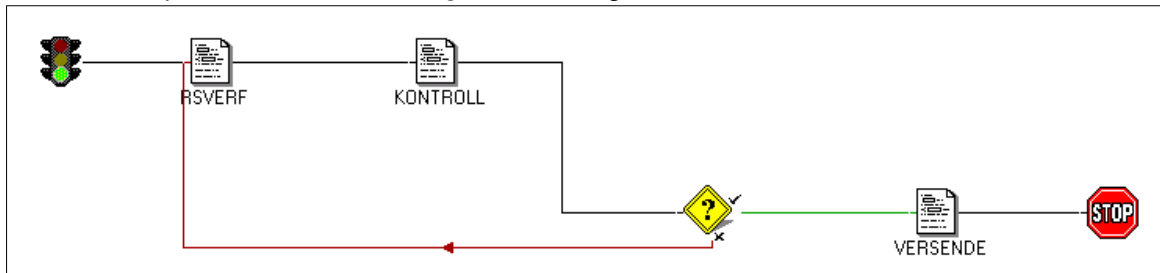 RSVERF
KONTROLL
?
VERSENDE
STOP